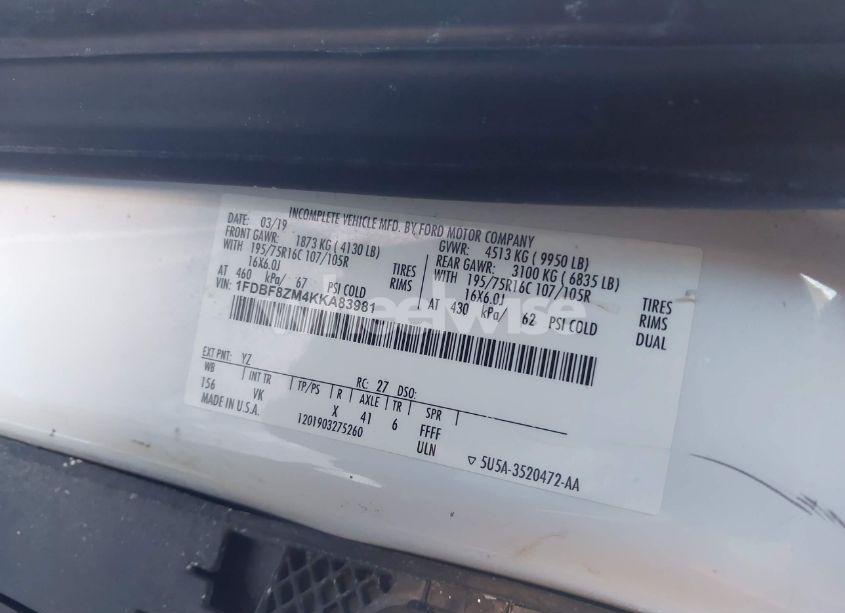 INCOMPLETE VEHICLE MFD. BY FORD MOTOR COMPANY
DATE: 03/19 GVWR: 4513 KG ( 9950 LB)
FRONT GAWR: 1873 KG ( 4130 LB) REAR GAWR: 3100 KG ( 6835 LB)
WITH 195/75R16C 107/105R TIRES WITH 195/75R16C 107/105R TIRES
16X6.0J RIMS 16X6.0J RIMS
AT 460 kPa/ 67 PSI COLD AT 430 kPa/ 62 PSI COLD DUAL
VIN: 1FDBF8ZM4KKA83981
wheelwise
EXT PNT: YZ RC: 27 DSO:
WB INT TR TP/PS R AXLE TR SPR
156 VK X 41 6 FFFF
MADE IN U.S.A. 1201903275260 ULN
▽ 5U5A-3520472-AA